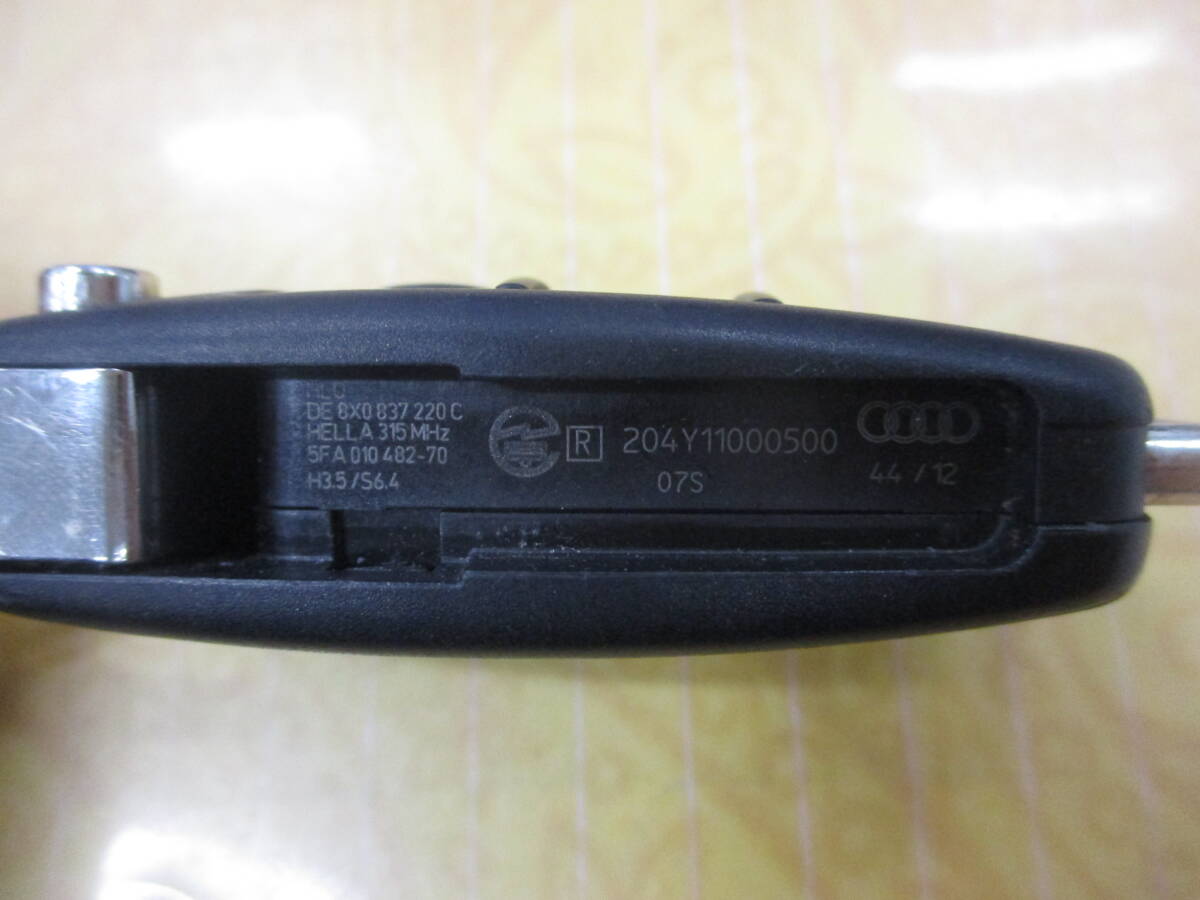 DE 8X0 837 220 C
HELLA 315 MHz
5FA 010 482-70
H3.5/S6.4
R 204Y11000500
07S
44 / 12